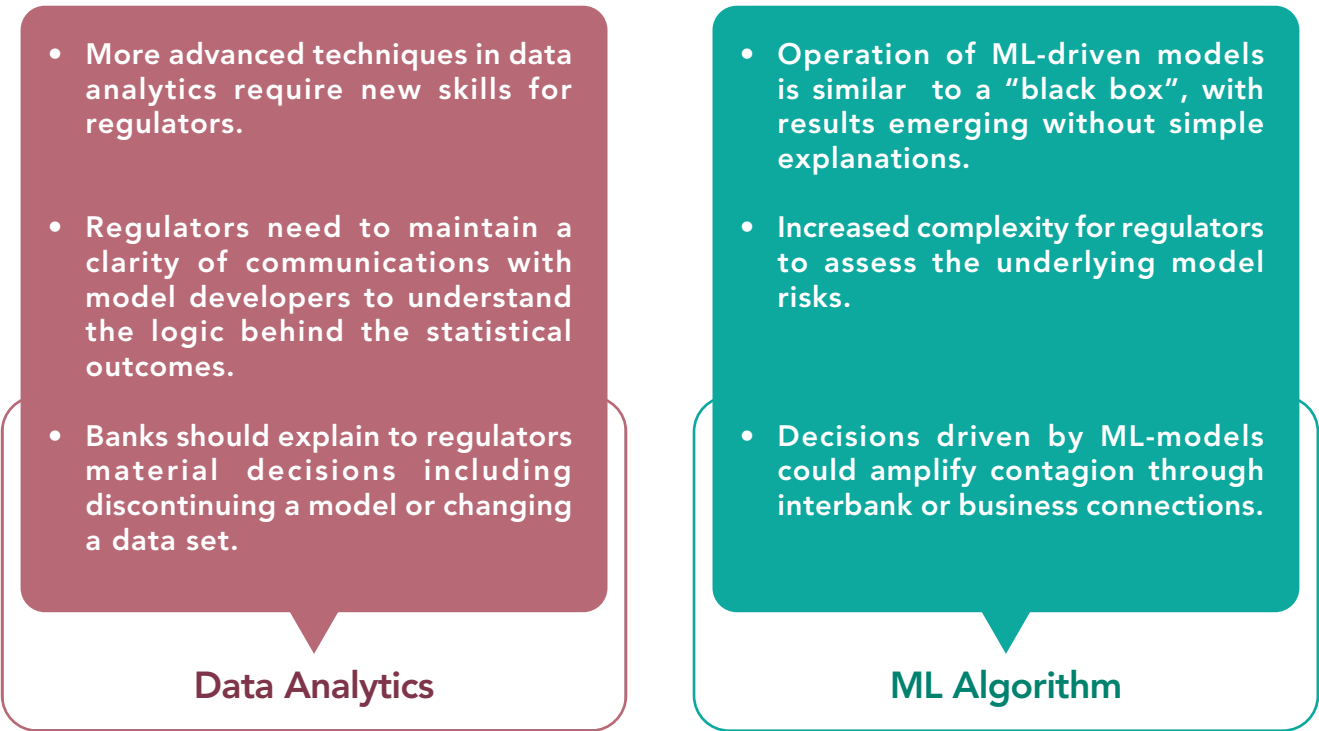 • More advanced techniques in data
analytics require new skills for
regulators.
• Regulators need to maintain a
clarity of communications with
model developers to understand
the logic behind the statistical
outcomes.
• Banks should explain to regulators
material decisions including
discontinuing a model or changing
a data set.
Data Analytics
• Operation of ML-driven models
is similar to a “black box”, with
results emerging without simple
explanations.
• Increased complexity for regulators
to assess the underlying model
risks.
• Decisions driven by ML-models
could amplify contagion through
interbank or business connections.
ML Algorithm